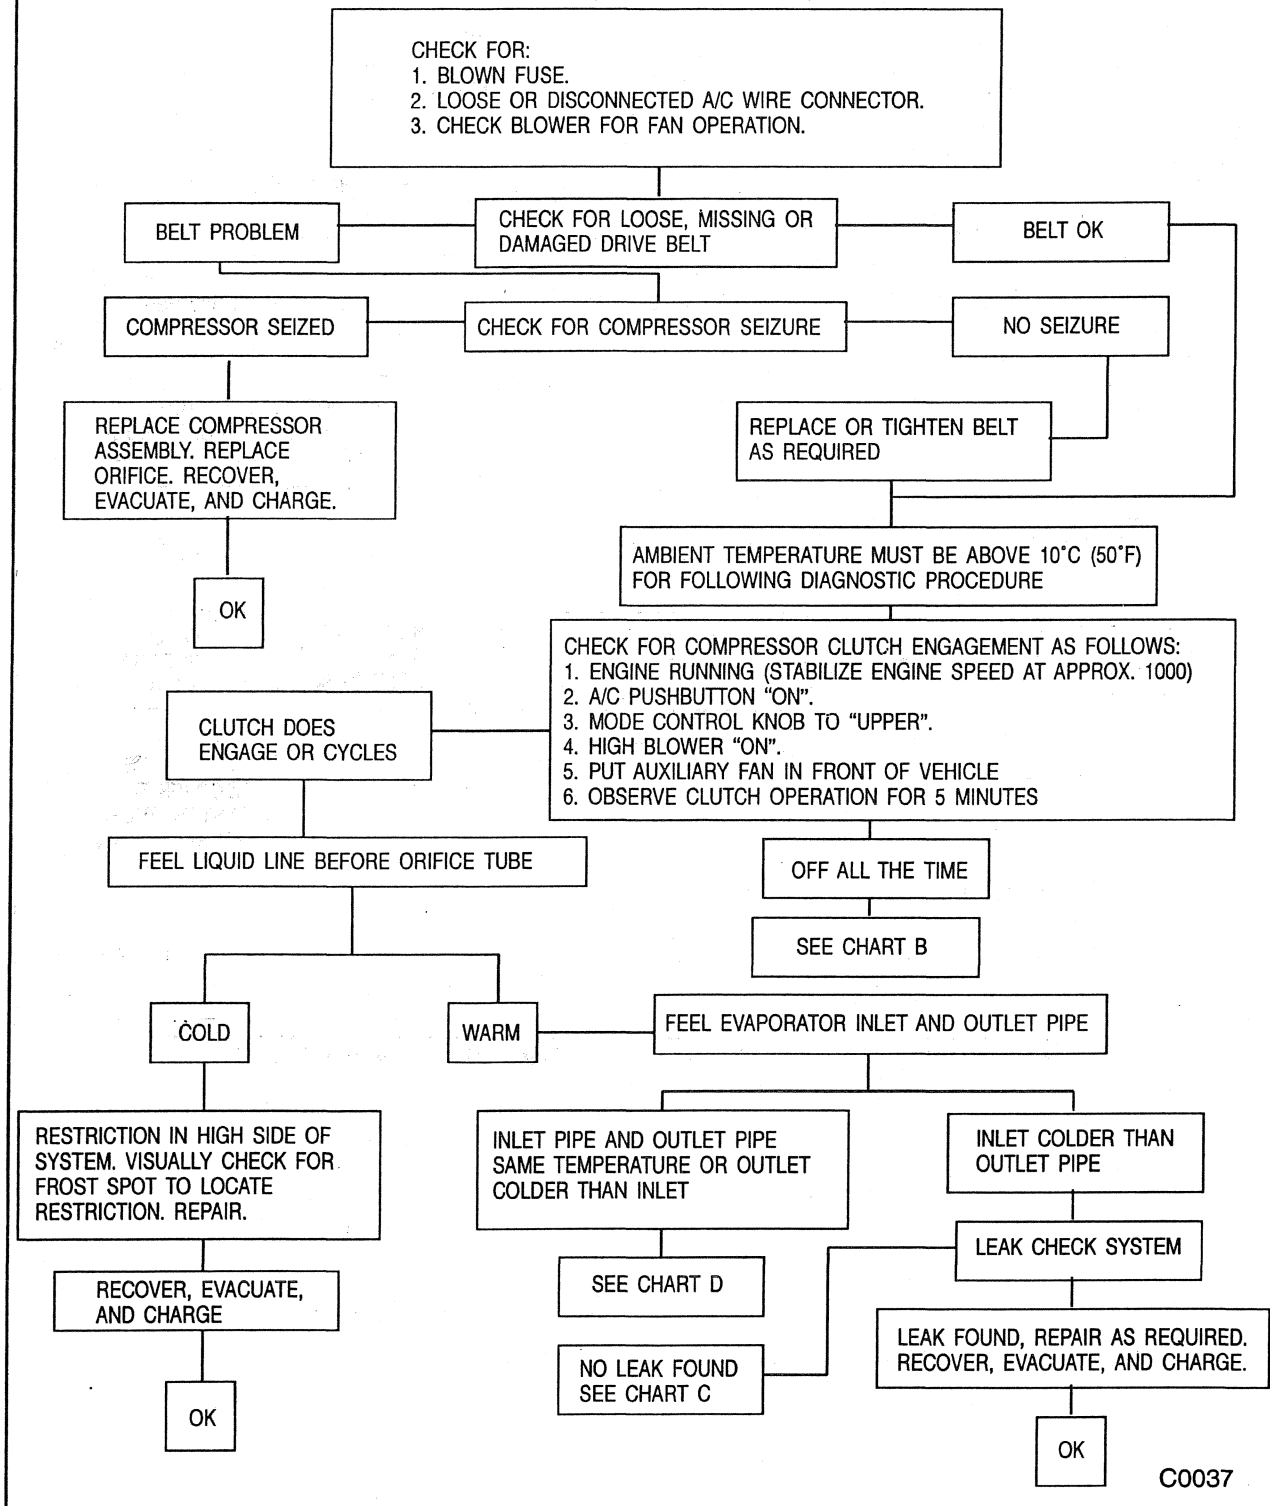 CHECK FOR:
1. BLOWN FUSE.
2. LOOSE OR DISCONNECTED A/C WIRE CONNECTOR.
3. CHECK BLOWER FOR FAN OPERATION.
BELT PROBLEM
CHECK FOR LOOSE, MISSING OR
DAMAGED DRIVE BELT
BELT OK
COMPRESSOR SEIZED
CHECK FOR COMPRESSOR SEIZURE
NO SEIZURE
REPLACE COMPRESSOR
ASSEMBLY. REPLACE
ORIFICE. RECOVER,
EVACUATE, AND CHARGE.
REPLACE OR TIGHTEN BELT
AS REQUIRED
OK
AMBIENT TEMPERATURE MUST BE ABOVE 10°C (50°F)
FOR FOLLOWING DIAGNOSTIC PROCEDURE
CHECK FOR COMPRESSOR CLUTCH ENGAGEMENT AS FOLLOWS:
1. ENGINE RUNNING (STABILIZE ENGINE SPEED AT APPROX. 1000)
2. A/C PUSHBUTTON “ON”.
3. MODE CONTROL KNOB TO “UPPER”.
4. HIGH BLOWER “ON”.
5. PUT AUXILIARY FAN IN FRONT OF VEHICLE
6. OBSERVE CLUTCH OPERATION FOR 5 MINUTES
CLUTCH DOES
ENGAGE OR CYCLES
FEEL LIQUID LINE BEFORE ORIFICE TUBE
OFF ALL THE TIME
SEE CHART B
COLD
WARM
FEEL EVAPORATOR INLET AND OUTLET PIPE
RESTRICTION IN HIGH SIDE OF
SYSTEM. VISUALLY CHECK FOR
FROST SPOT TO LOCATE
RESTRICTION. REPAIR.
INLET PIPE AND OUTLET PIPE
SAME TEMPERATURE OR OUTLET
COLDER THAN INLET
INLET COLDER THAN
OUTLET PIPE
LEAK CHECK SYSTEM
RECOVER, EVACUATE,
AND CHARGE
SEE CHART D
LEAK FOUND, REPAIR AS REQUIRED.
RECOVER, EVACUATE, AND CHARGE.
NO LEAK FOUND
SEE CHART C
OK
OK
C0037